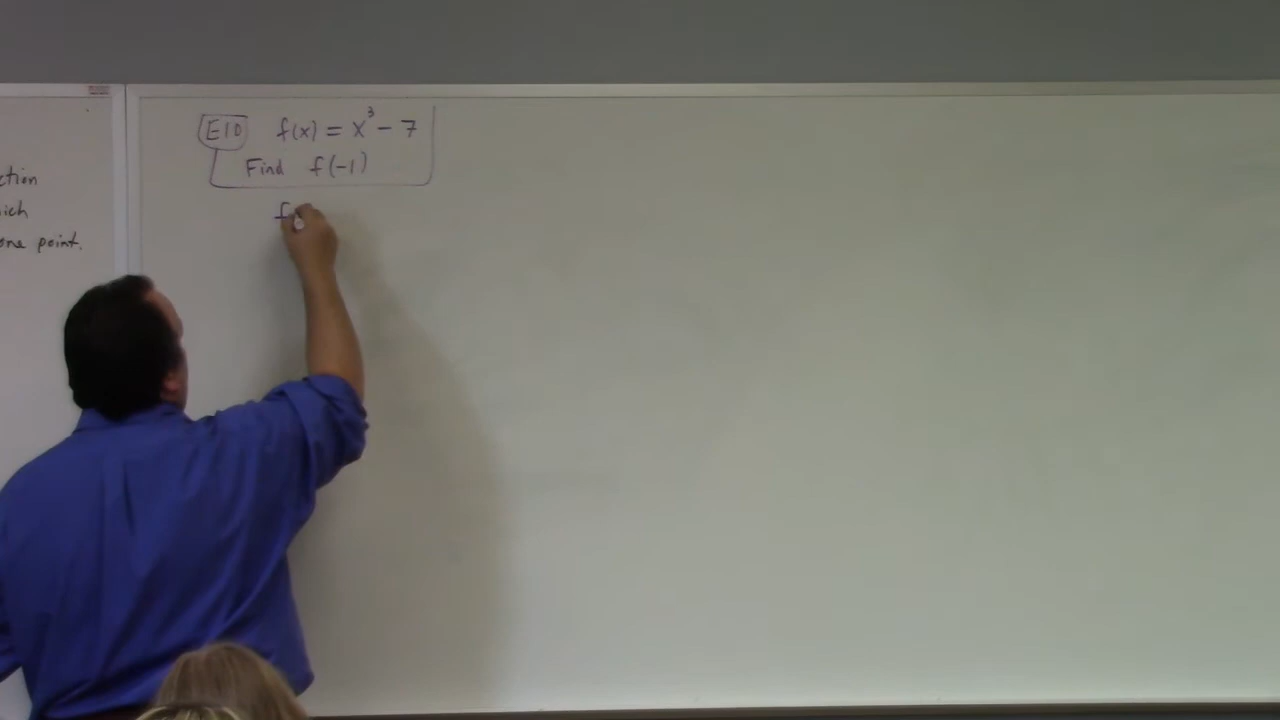 ction
ich
one point.
E10 f(x) = x³ - 7
Find f(-1)
f